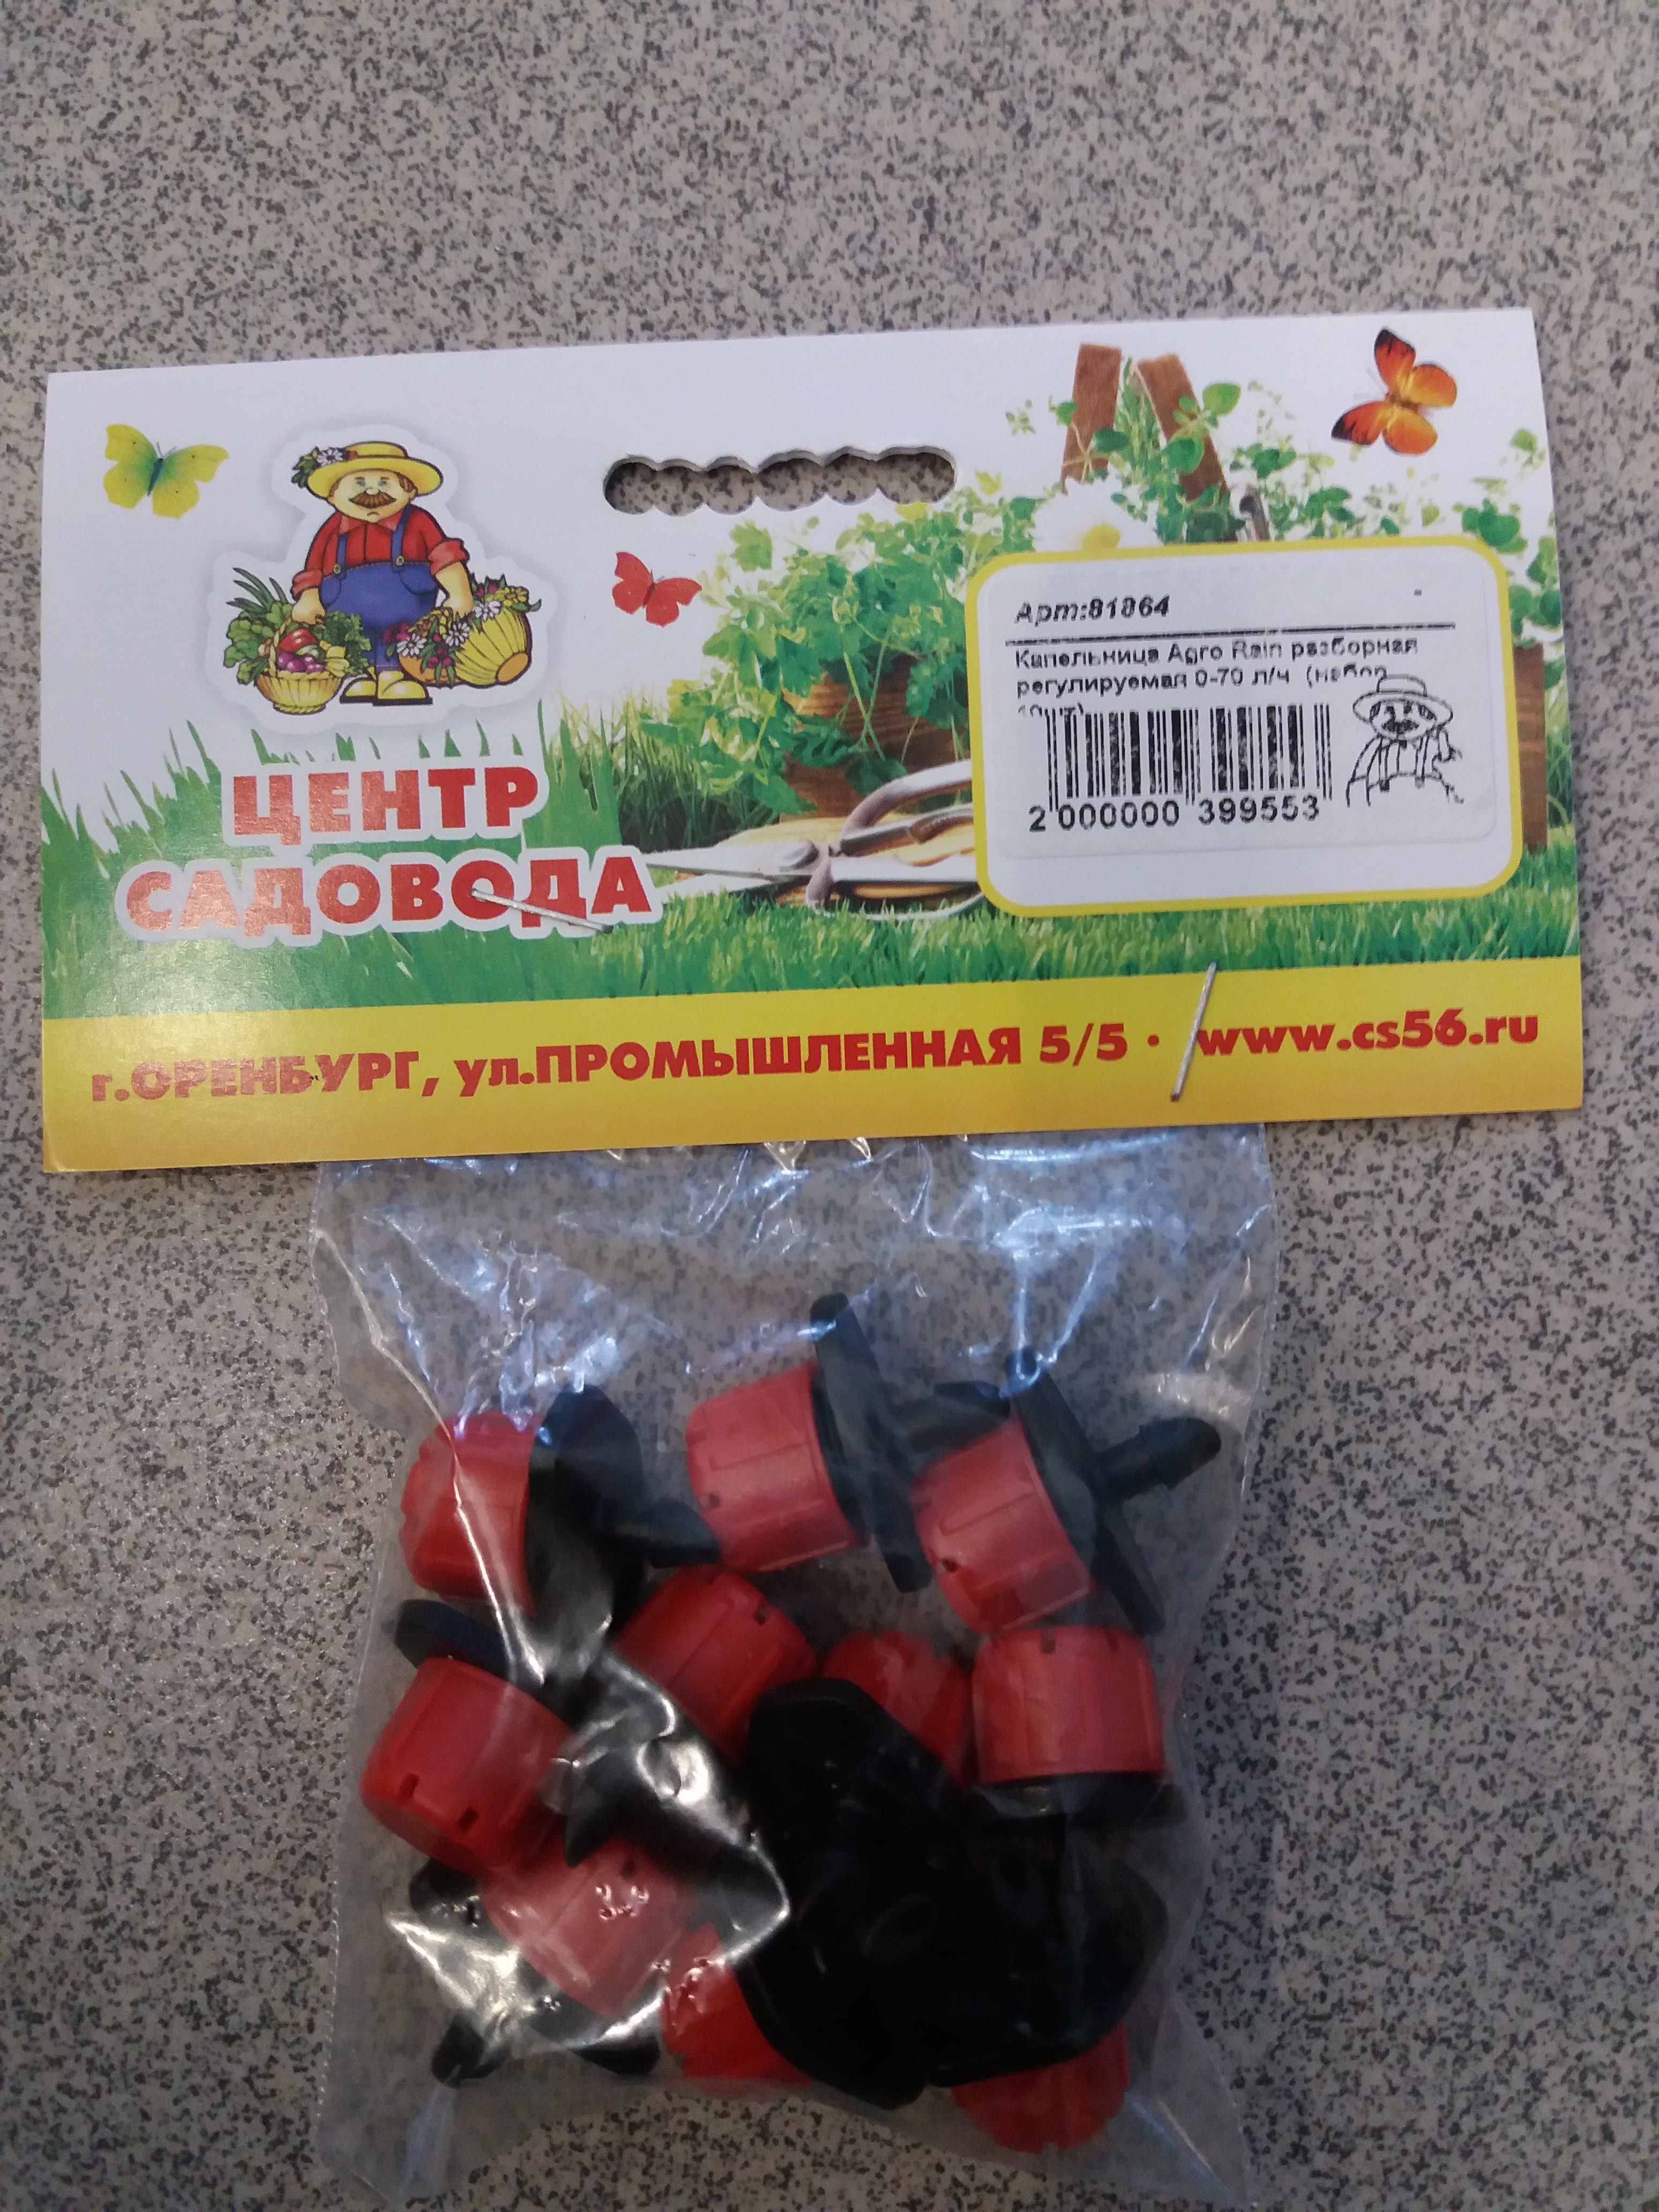 ЦЕНТР
САДОВОДА
Арт:81864
Капельница Agro Rain разборная
регулируемая 0-70 л/ч (набор
2 000000 399553
г.ОРЕНБУРГ, ул.ПРОМЫШЛЕННАЯ 5/5 · www.cs56.ru